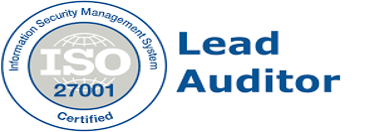 Information Security Management System
ISO
27001
Certified
Lead
Auditor